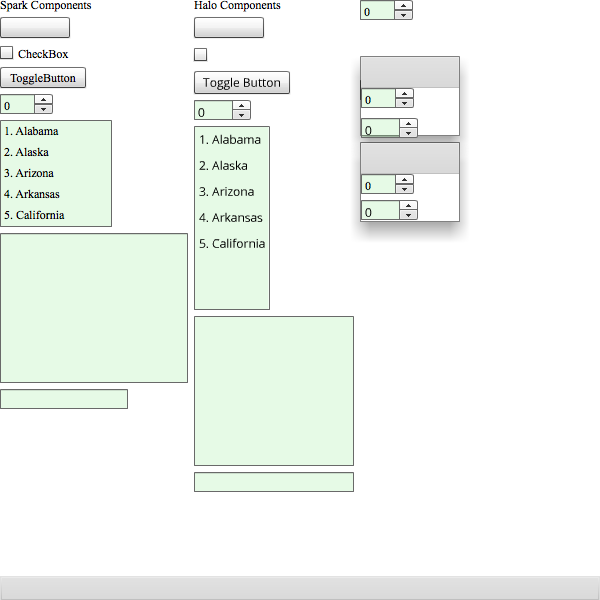 Spark Components
CheckBox
ToggleButton
0
1. Alabama
2. Alaska
3. Arizona
4. Arkansas
5. California
Halo Components
Toggle Button
0
1. Alabama
2. Alaska
3. Arizona
4. Arkansas
5. California
0
0
0
0
0